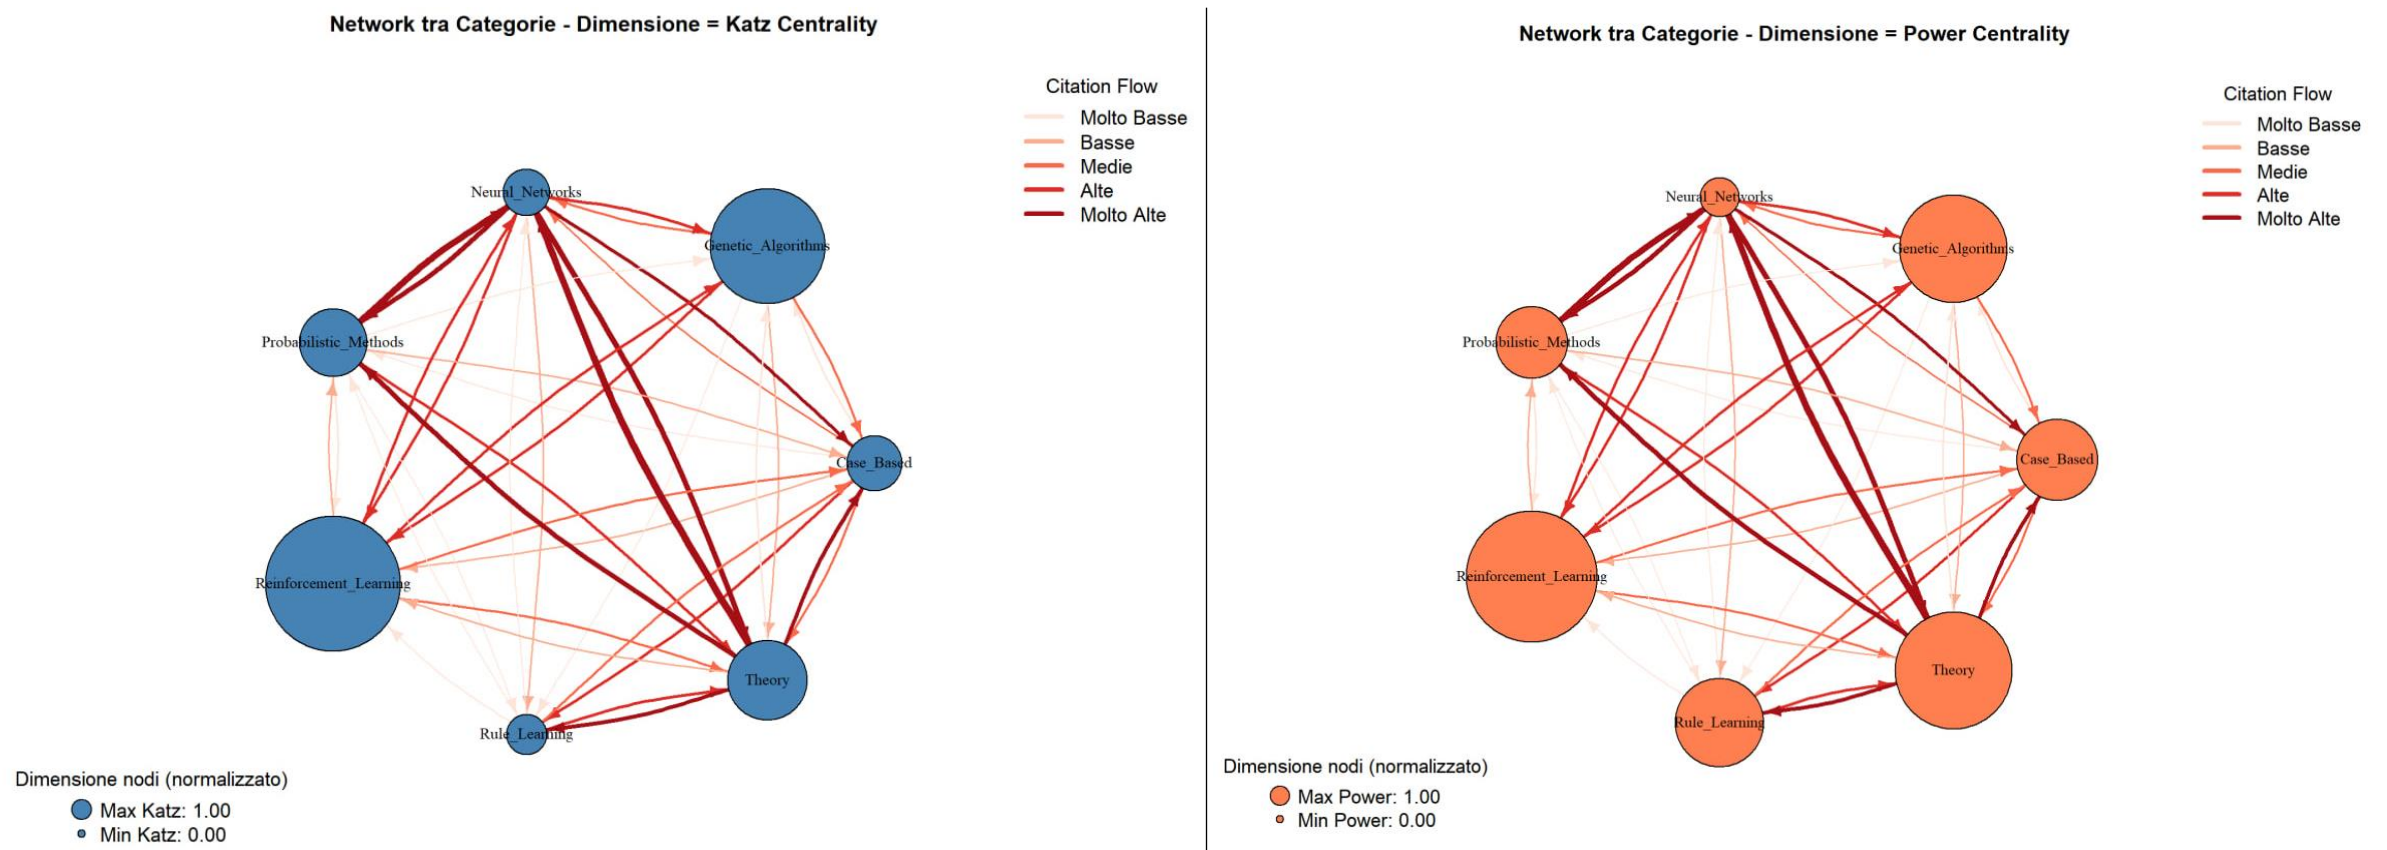 Network tra Categorie - Dimensione = Katz Centrality
Citation Flow
Molto Basse
Basse
Medie
Alte
Molto Alte
Neural_Networks
Genetic_Algorithms
Probabilistic_Methods
Case_Based
Reinforcement_Learning
Theory
Rule_Learning
Dimensione nodi (normalizzato)
Max Katz: 1.00
Min Katz: 0.00
Network tra Categorie - Dimensione = Power Centrality
Citation Flow
Molto Basse
Basse
Medie
Alte
Molto Alte
Neural_Networks
Genetic_Algorithms
Probabilistic_Methods
Case_Based
Reinforcement_Learning
Theory
Rule_Learning
Dimensione nodi (normalizzato)
Max Power: 1.00
Min Power: 0.00